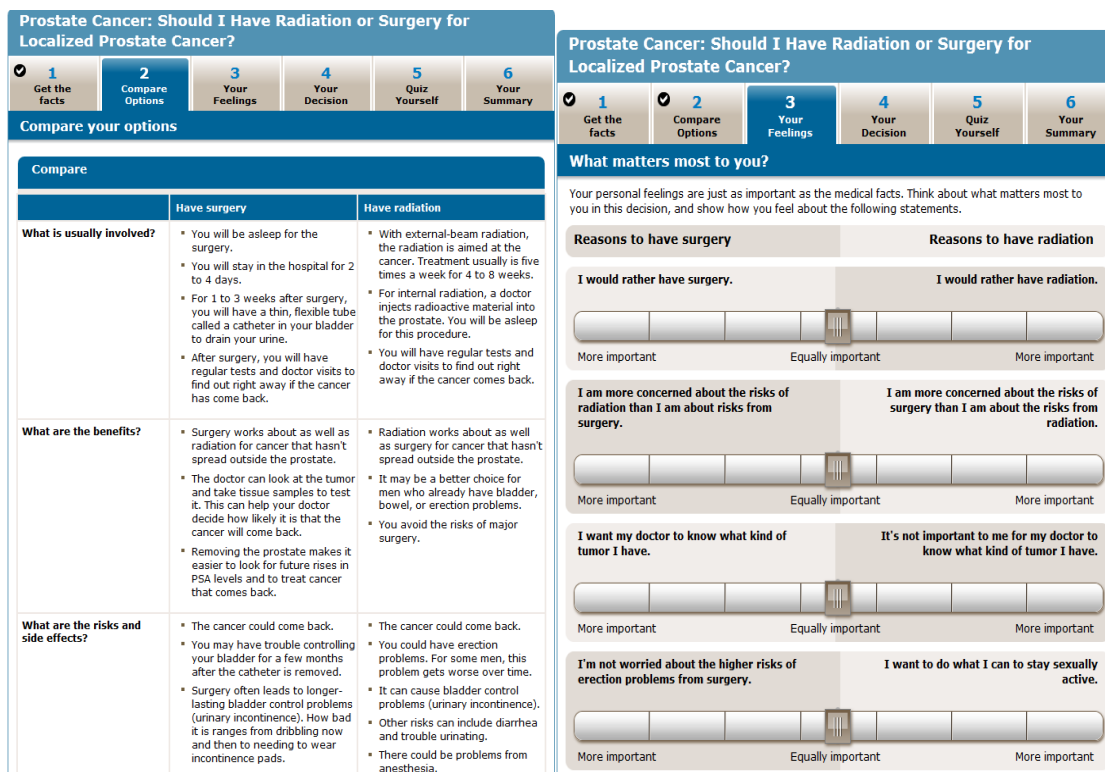 Prostate Cancer: Should I Have Radiation or Surgery for
Localized Prostate Cancer?
1
Get the
facts
2
Compare
Options
3
Your
Feelings
4
Your
Decision
5
Quiz
Yourself
6
Your
Summary
Compare your options
Compare
Have surgery
Have radiation
What is usually involved?
You will be asleep for the
surgery.
You will stay in the hospital for 2
to 4 days.
For 1 to 3 weeks after surgery,
you will have a thin, flexible tube
called a catheter in your bladder
to drain your urine.
After surgery, you will have
regular tests and doctor visits to
find out right away if the cancer
has come back.
With external-beam radiation,
the radiation is aimed at the
cancer. Treatment usually is five
times a week for 4 to 8 weeks.
For internal radiation, a doctor
injects radioactive material into
the prostate. You will be asleep
for this procedure.
You will have regular tests and
doctor visits to find out right
away if the cancer comes back.
What are the benefits?
Surgery works about as well as
radiation for cancer that hasn't
spread outside the prostate.
The doctor can look at the tumor
and take tissue samples to test
it. This can help your doctor
decide how likely it is that the
cancer will come back.
Removing the prostate makes it
easier to look for future rises in
PSA levels and to treat cancer
that comes back.
Radiation works about as well
as surgery for cancer that hasn't
spread outside the prostate.
It may be a better choice for
men who already have bladder,
bowel, or erection problems.
You avoid the risks of major
surgery.
What are the risks and
side effects?
The cancer could come back.
You may have trouble controlling
your bladder for a few months
after the catheter is removed.
Surgery often leads to longer-
lasting bladder control problems
(urinary incontinence). How bad
it is ranges from dribbling now
and then to needing to wear
incontinence pads.
The cancer could come back.
You could have erection
problems. For some men, this
problem gets worse over time.
It can cause bladder control
problems (urinary incontinence).
Other risks can include diarrhea
and trouble urinating.
There could be problems from
anesthesia.
Prostate Cancer: Should I Have Radiation or Surgery for
Localized Prostate Cancer?
1
Get the
facts
2
Compare
Options
3
Your
Feelings
4
Your
Decision
5
Quiz
Yourself
6
Your
Summary
What matters most to you?
Your personal feelings are just as important as the medical facts. Think about what matters most to
you in this decision, and show how you feel about the following statements.
Reasons to have surgery
Reasons to have radiation
I would rather have surgery.
I would rather have radiation.
More important
Equally important
More important
I am more concerned about the risks of
radiation than I am about risks from
surgery.
I am more concerned about the risks of
surgery than I am about the risks from
radiation.
More important
Equally important
More important
I want my doctor to know what kind of
tumor I have.
It's not important to me for my doctor to
know what kind of tumor I have.
More important
Equally important
More important
I'm not worried about the higher risks of
erection problems from surgery.
I want to do what I can to stay sexually
active.
More important
Equally important
More important